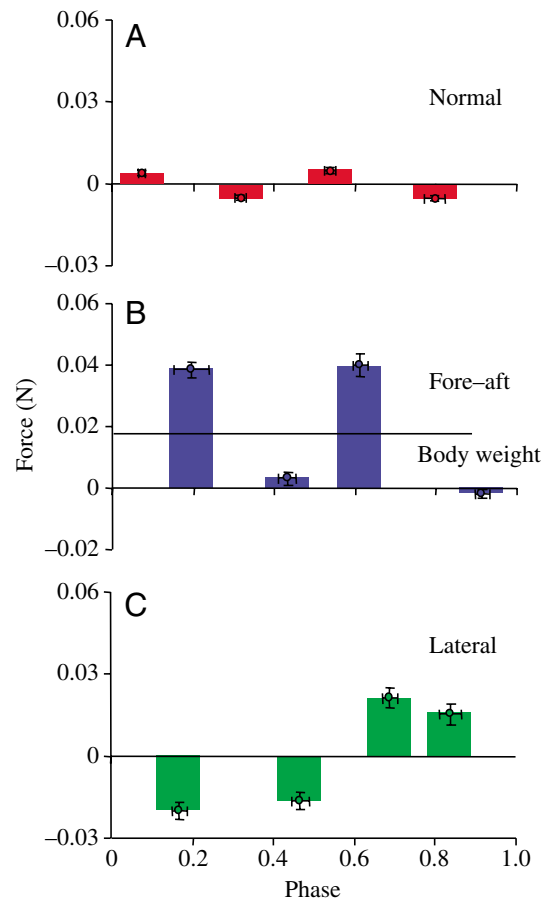 A
0.06
0.03
Normal
0
–0.03
B
0.06
0.04
Fore–aft
0.02
Body weight
0
–0.02
Force (N)
C
0.06
Lateral
0.03
0
–0.03
0 0.2 0.4 0.6 0.8 1.0
Phase